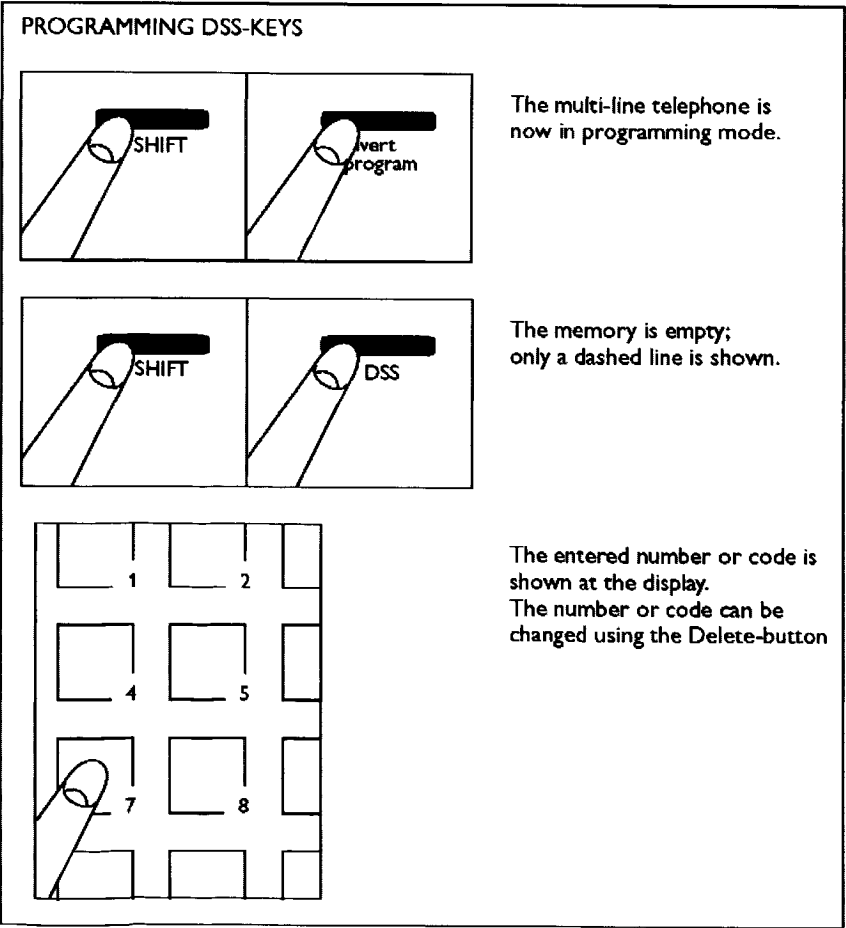 PROGRAMMING DSS-KEYS
SHIFT
vert
program
The multi-line telephone is
now in programming mode.
SHIFT
DSS
The memory is empty;
only a dashed line is shown.
1 2
4 5
7 8
The entered number or code is
shown at the display.
The number or code can be
changed using the Delete-button